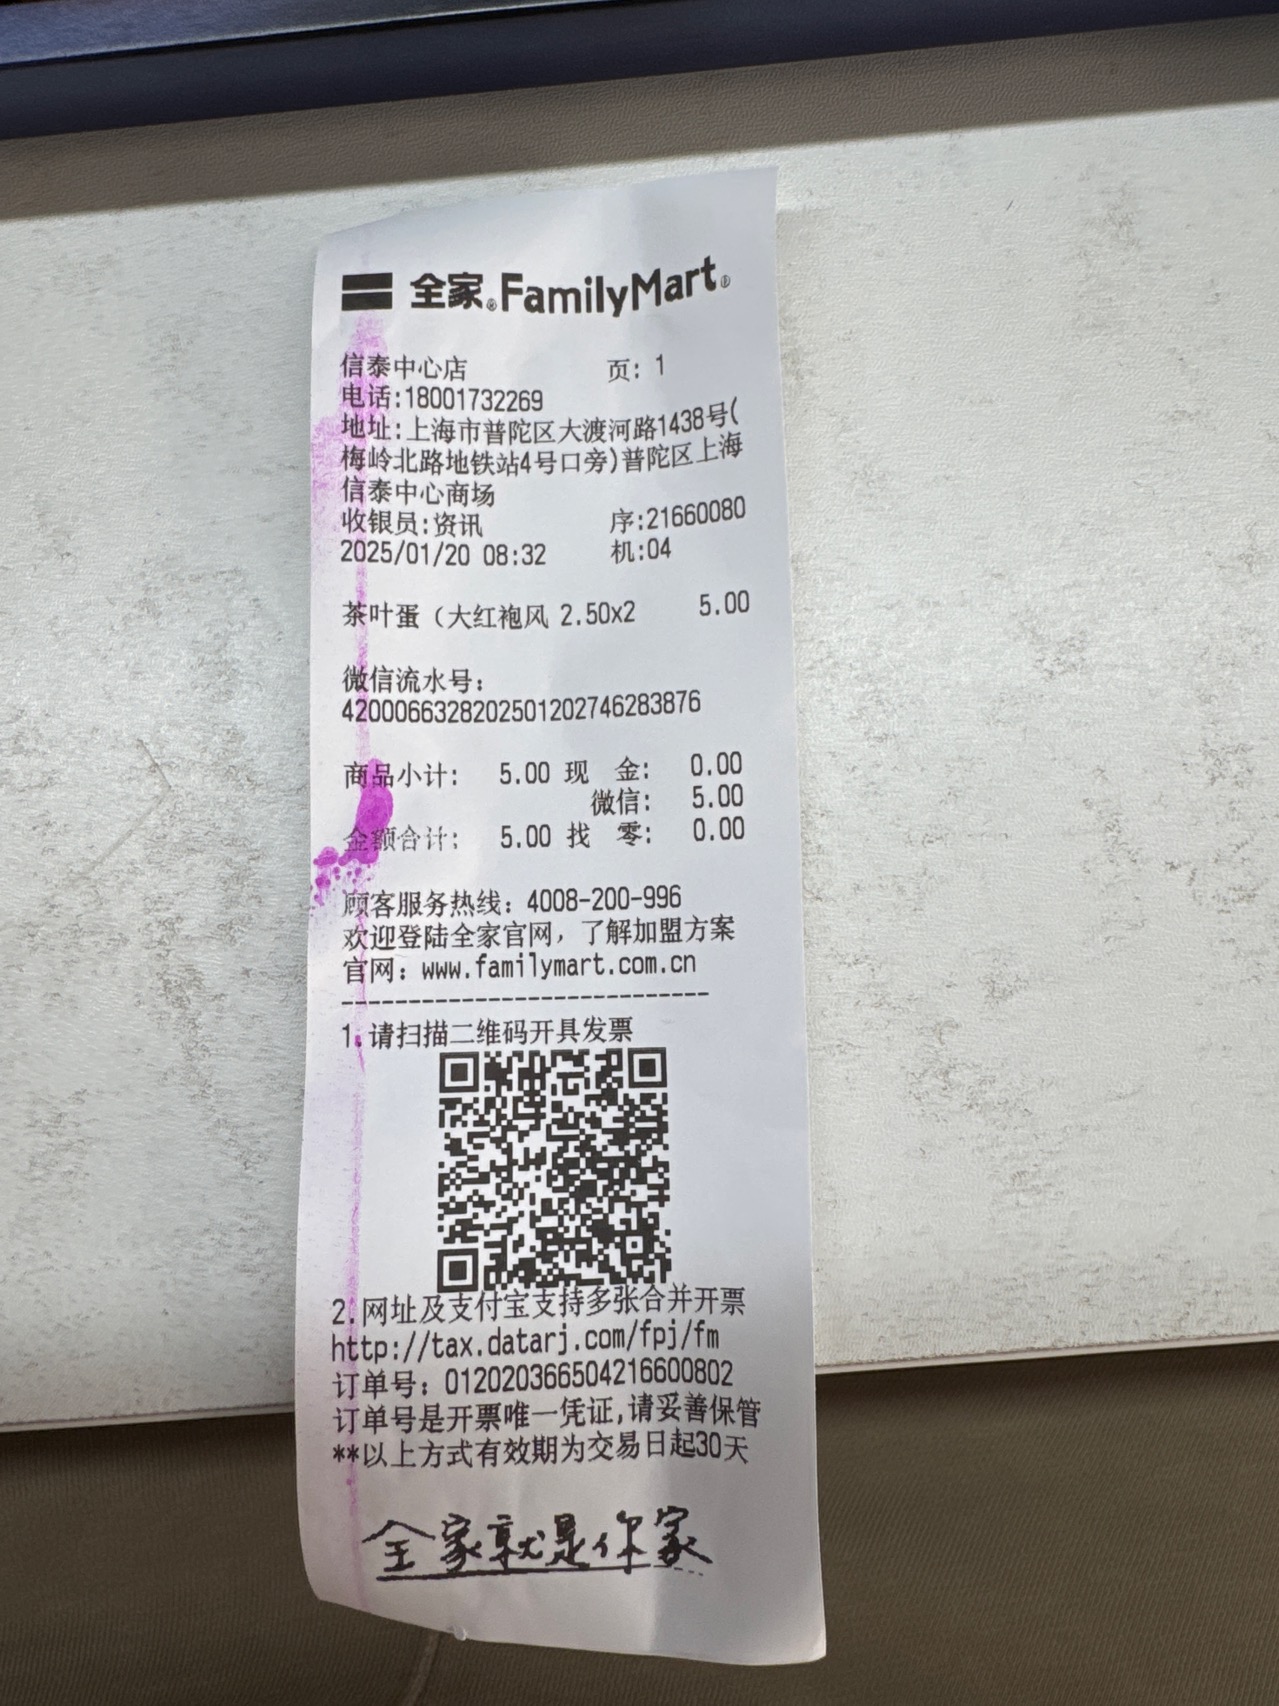 全家®FamilyMart®
信泰中心店 页: 1
电话:18001732269
地址:上海市普陀区大渡河路1438号(
梅岭北路地铁站4号口旁)普陀区上海
信泰中心商场
收银员:资讯 序:21660080
2025/01/20 08:32 机:04
茶叶蛋（大红袍风 2.50x2 5.00
微信流水号：
4200066328202501202746283876
商品小计: 5.00 现 金: 0.00
微信: 5.00
金额合计: 5.00 找 零: 0.00
顾客服务热线：4008-200-996
欢迎登陆全家官网，了解加盟方案
官网：www.familymart.com.cn
----------------------------
1.请扫描二维码开具发票
2.网址及支付宝支持多张合并开票
http://tax.datarj.com/fpj/fm
订单号：012020366504216600802
订单号是开票唯一凭证,请妥善保管
**以上方式有效期为交易日起30天
全家就是你家